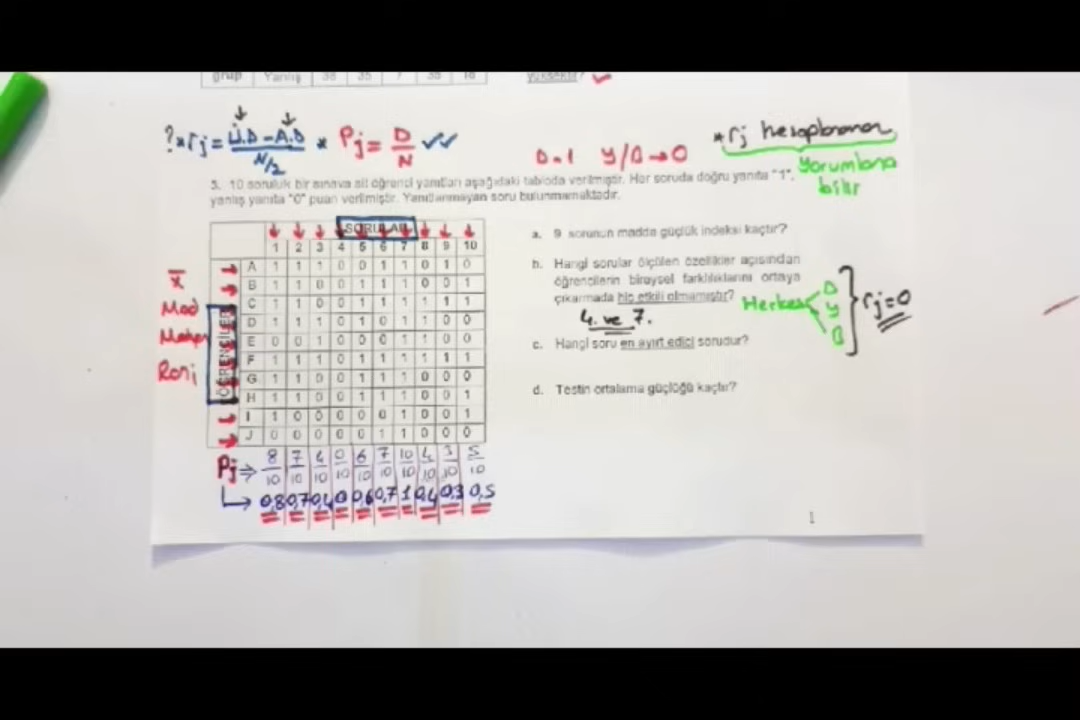 grup Yanlış 38 35 7 38 18
yüksektir?
? * rj = Ü.D - A.D / N/2 * Pj = D / N
D = 1 Y/B → 0
* rj hesaplanamaz
yorumlana
bilir
3. 10 soruluk bir sınava ait öğrenci yanıtları aşağıdaki tabloda verilmiştir. Her soruda doğru yanıta "1",
yanlış yanıta "0" puan verilmiştir. Yanıtlanmayan soru bulunmamaktadır.
SORULAR
1 2 3 4 5 6 7 8 9 10
ÖĞRENCİLER
A 1 1 1 0 0 1 1 0 1 0
B 1 1 0 0 1 1 1 0 0 1
C 1 1 0 0 1 1 1 1 1 1
D 1 1 1 0 1 0 1 1 0 0
E 0 0 1 0 0 0 1 1 0 0
F 1 1 1 0 1 1 1 1 1 1
G 1 1 0 0 1 1 1 0 0 0
H 1 1 0 0 1 1 1 0 0 1
I 1 0 0 0 0 0 1 0 0 1
J 0 0 0 0 0 1 1 0 0 0
x̄
Mod
Ranj
Pj ⇒ 8/10 7/10 4/10 0/10 6/10 7/10 10/10 4/10 3/10 5/10
0,8 0,7 0,4 0 0,6 0,7 1 0,4 0,3 0,5
a. 9 sorunun madde güçlük indeksi kaçtır?
b. Hangi sorular ölçülen özellikler açısından
öğrencilerin bireysel farklılıklarını ortaya
çıkarmada hiç etkili olmamıştır?
4. ve 7.
Herkes D Y B } rj = 0
c. Hangi soru en ayırt edici sorudur?
d. Testin ortalama güçlüğü kaçtır?
1